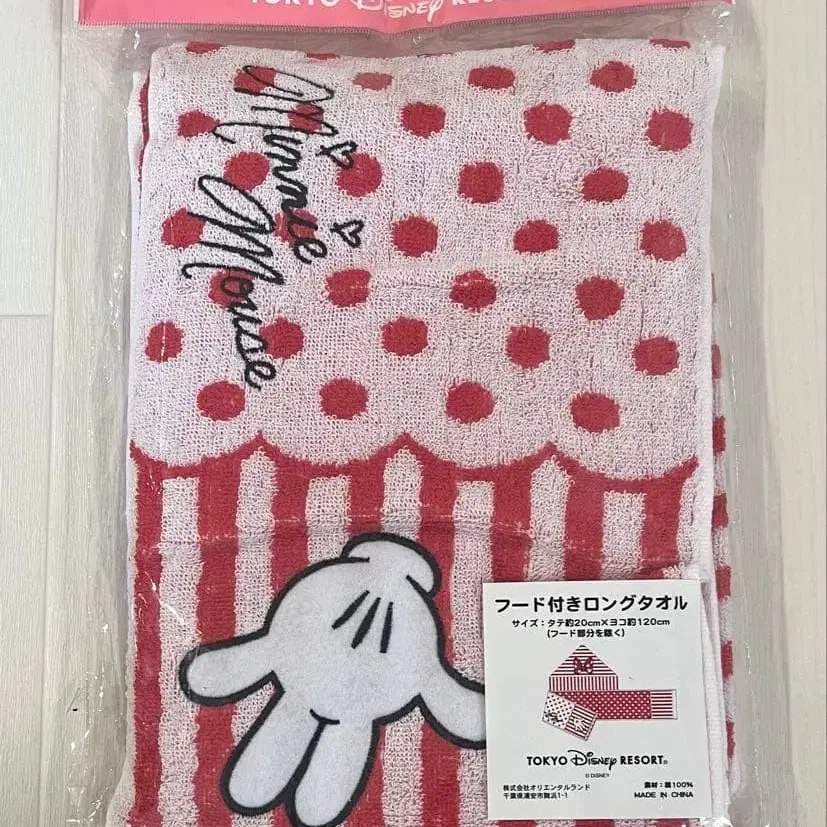 TOKYO Disney RESORT
Minnie
Mouse
フード付きロングタオル
サイズ：タテ約20cm×ヨコ約120cm
(フード部分を除く)
TOKYO Disney RESORT®
© DISNEY
株式会社オリエンタルランド
千葉県浦安市舞浜1-1
素材：綿100%
MADE IN CHINA